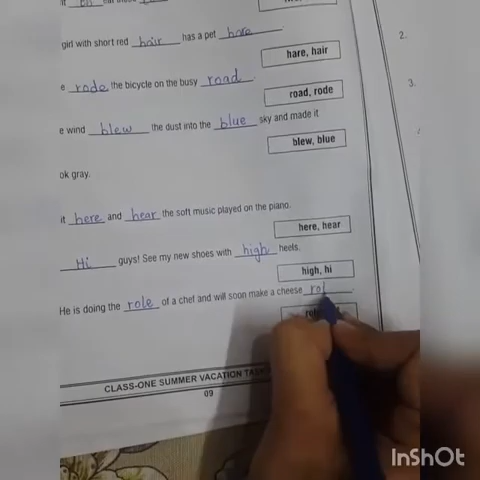 girl with short red hair has a pet hare.
hare, hair
e rode the bicycle on the busy road.
road, rode
e wind blew the dust into the blue sky and made it
blew, blue
ok gray.
it here and hear the soft music played on the piano.
here, hear
Hi guys! See my new shoes with high heels.
high, hi
He is doing the role of a chef and will soon make a cheese rol
CLASS-ONE SUMMER VACATION TASK
09
2.
3.
InShOt